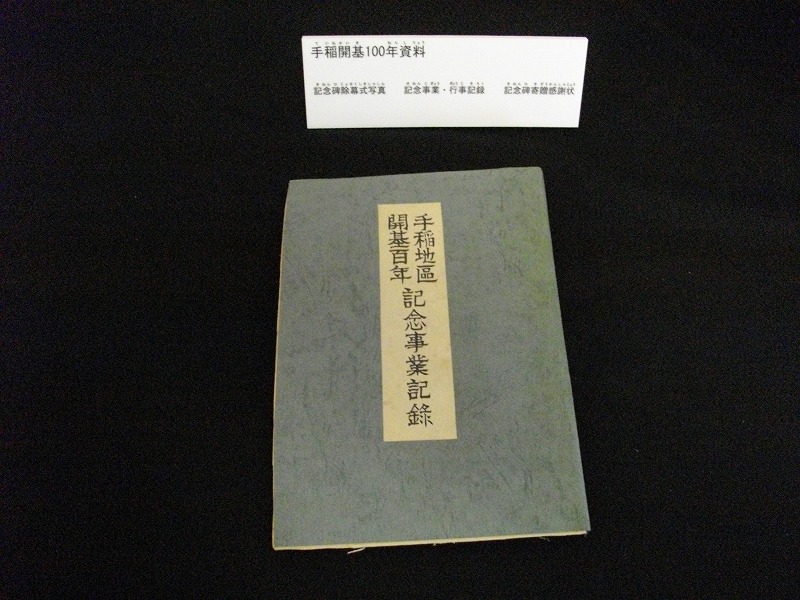 手稲開基100年資料
記念碑除幕式写真 記念事業・行事記録 記念碑寄贈感謝状
手稲地區
開基百年
記念事業記錄